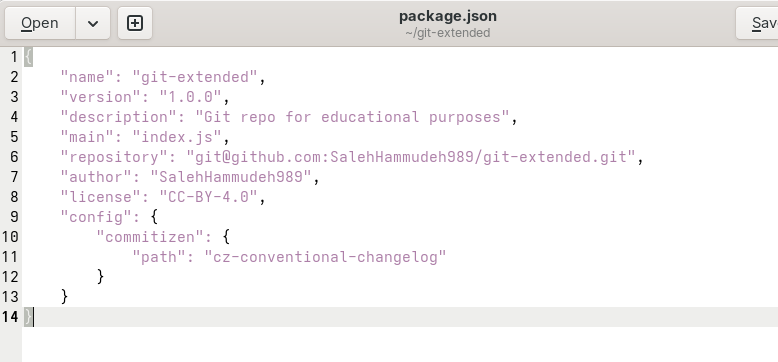 Open
package.json
~/git-extended
Sav
1 {
2     "name": "git-extended",
3     "version": "1.0.0",
4     "description": "Git repo for educational purposes",
5     "main": "index.js",
6     "repository": "git@github.com:SalehHammudeh989/git-extended.git",
7     "author": "SalehHammudeh989",
8     "license": "CC-BY-4.0",
9     "config": {
10         "commitizen": {
11             "path": "cz-conventional-changelog"
12         }
13     }
14 }